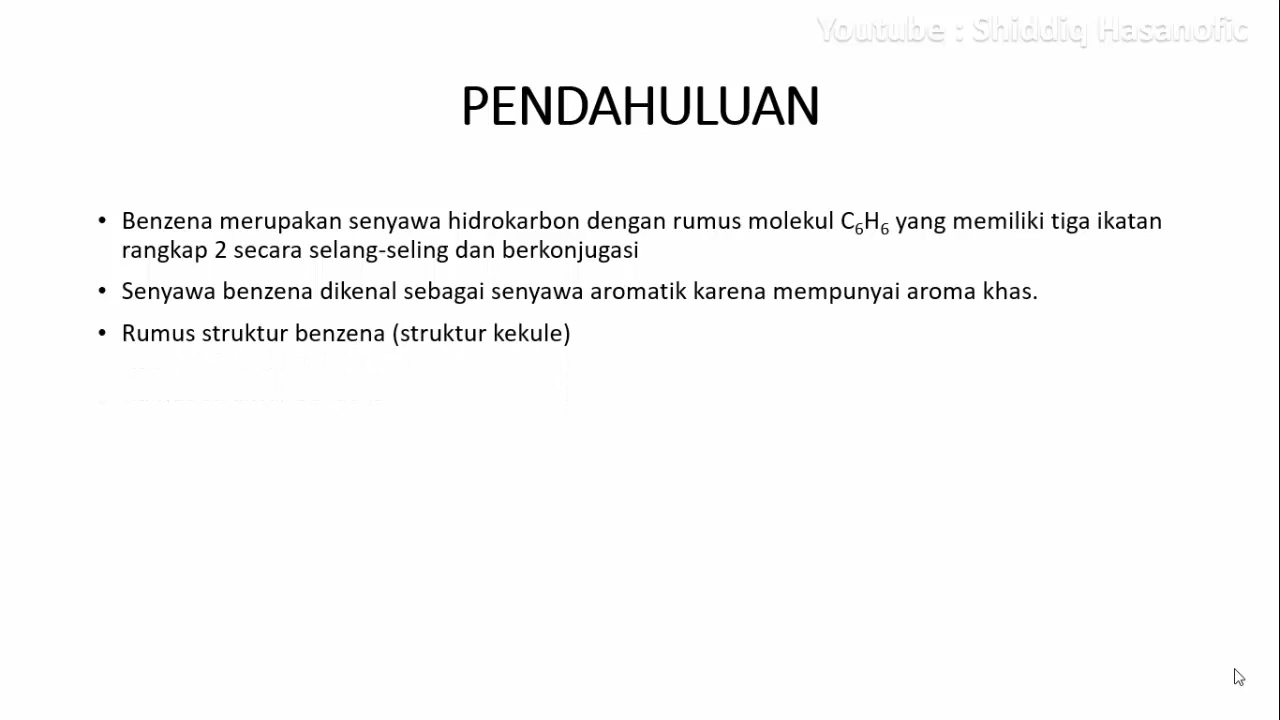 Youtube : Shiddiq Hasanofic
PENDAHULUAN
• Benzena merupakan senyawa hidrokarbon dengan rumus molekul C₆H₆ yang memiliki tiga ikatan
rangkap 2 secara selang-seling dan berkonjugasi
• Senyawa benzena dikenal sebagai senyawa aromatik karena mempunyai aroma khas.
• Rumus struktur benzena (struktur kekule)